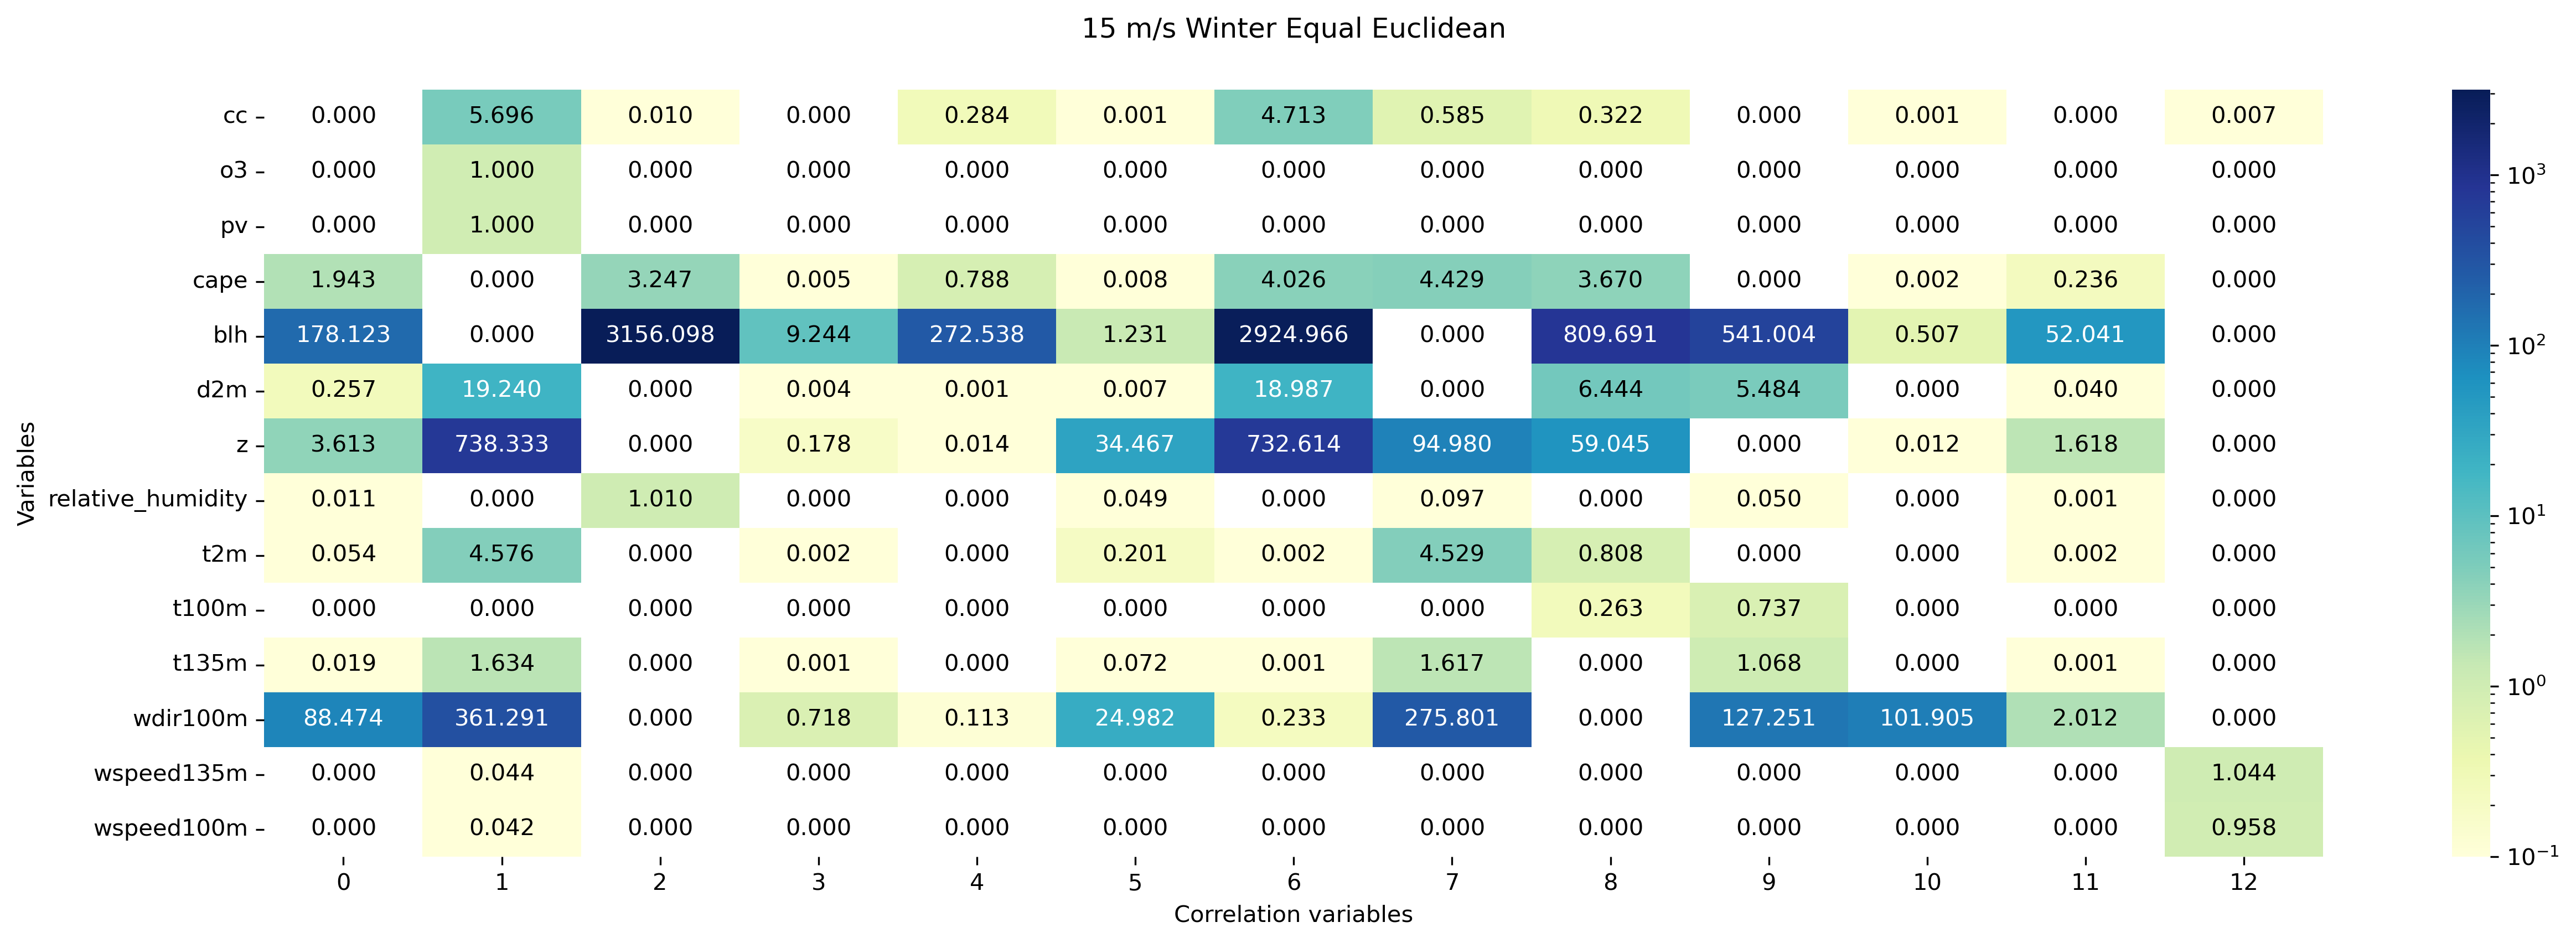 15 m/s Winter Equal Euclidean
cc 0.000 5.696 0.010 0.000 0.284 0.001 4.713 0.585 0.322 0.000 0.001 0.000 0.007
o3 0.000 1.000 0.000 0.000 0.000 0.000 0.000 0.000 0.000 0.000 0.000 0.000 0.000
pv 0.000 1.000 0.000 0.000 0.000 0.000 0.000 0.000 0.000 0.000 0.000 0.000 0.000
cape 1.943 0.000 3.247 0.005 0.788 0.008 4.026 4.429 3.670 0.000 0.002 0.236 0.000
blh 178.123 0.000 3156.098 9.244 272.538 1.231 2924.966 0.000 809.691 541.004 0.507 52.041 0.000
d2m 0.257 19.240 0.000 0.004 0.001 0.007 18.987 0.000 6.444 5.484 0.000 0.040 0.000
z 3.613 738.333 0.000 0.178 0.014 34.467 732.614 94.980 59.045 0.000 0.012 1.618 0.000
relative_humidity 0.011 0.000 1.010 0.000 0.000 0.049 0.000 0.097 0.000 0.050 0.000 0.001 0.000
t2m 0.054 4.576 0.000 0.002 0.000 0.201 0.002 4.529 0.808 0.000 0.000 0.002 0.000
t100m 0.000 0.000 0.000 0.000 0.000 0.000 0.000 0.000 0.263 0.737 0.000 0.000 0.000
t135m 0.019 1.634 0.000 0.001 0.000 0.072 0.001 1.617 0.000 1.068 0.000 0.001 0.000
wdir100m 88.474 361.291 0.000 0.718 0.113 24.982 0.233 275.801 0.000 127.251 101.905 2.012 0.000
wspeed135m 0.000 0.044 0.000 0.000 0.000 0.000 0.000 0.000 0.000 0.000 0.000 0.000 1.044
wspeed100m 0.000 0.042 0.000 0.000 0.000 0.000 0.000 0.000 0.000 0.000 0.000 0.000 0.958
0 1 2 3 4 5 6 7 8 9 10 11 12
Correlation variables
Variables
10³
10²
10¹
10⁰
10⁻¹